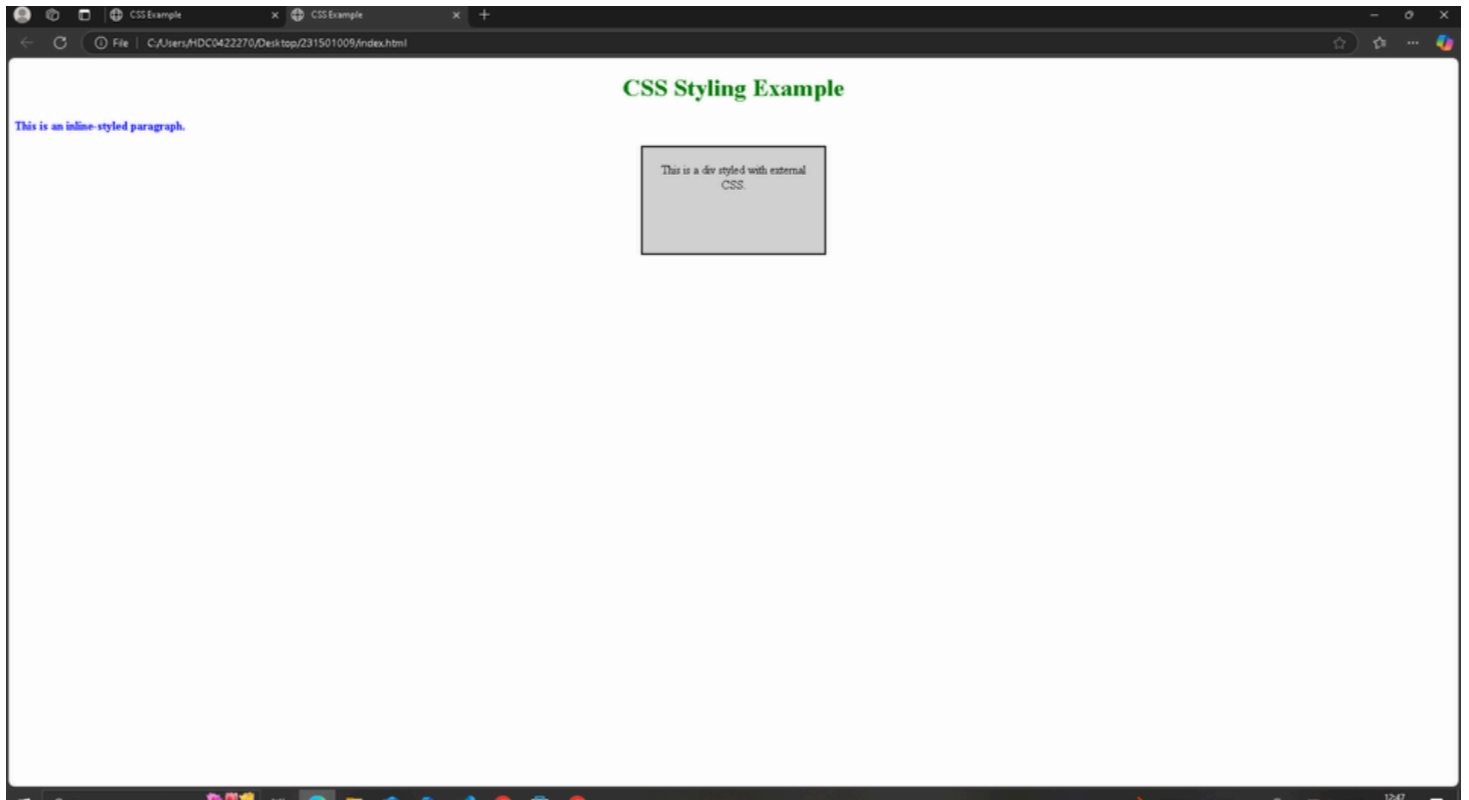 CSS Example
CSS Example
File
C:/Users/HDC0422270/Desktop/231501009/index.html
CSS Styling Example
This is an inline-styled paragraph.
This is a div styled with external
CSS.
12:47